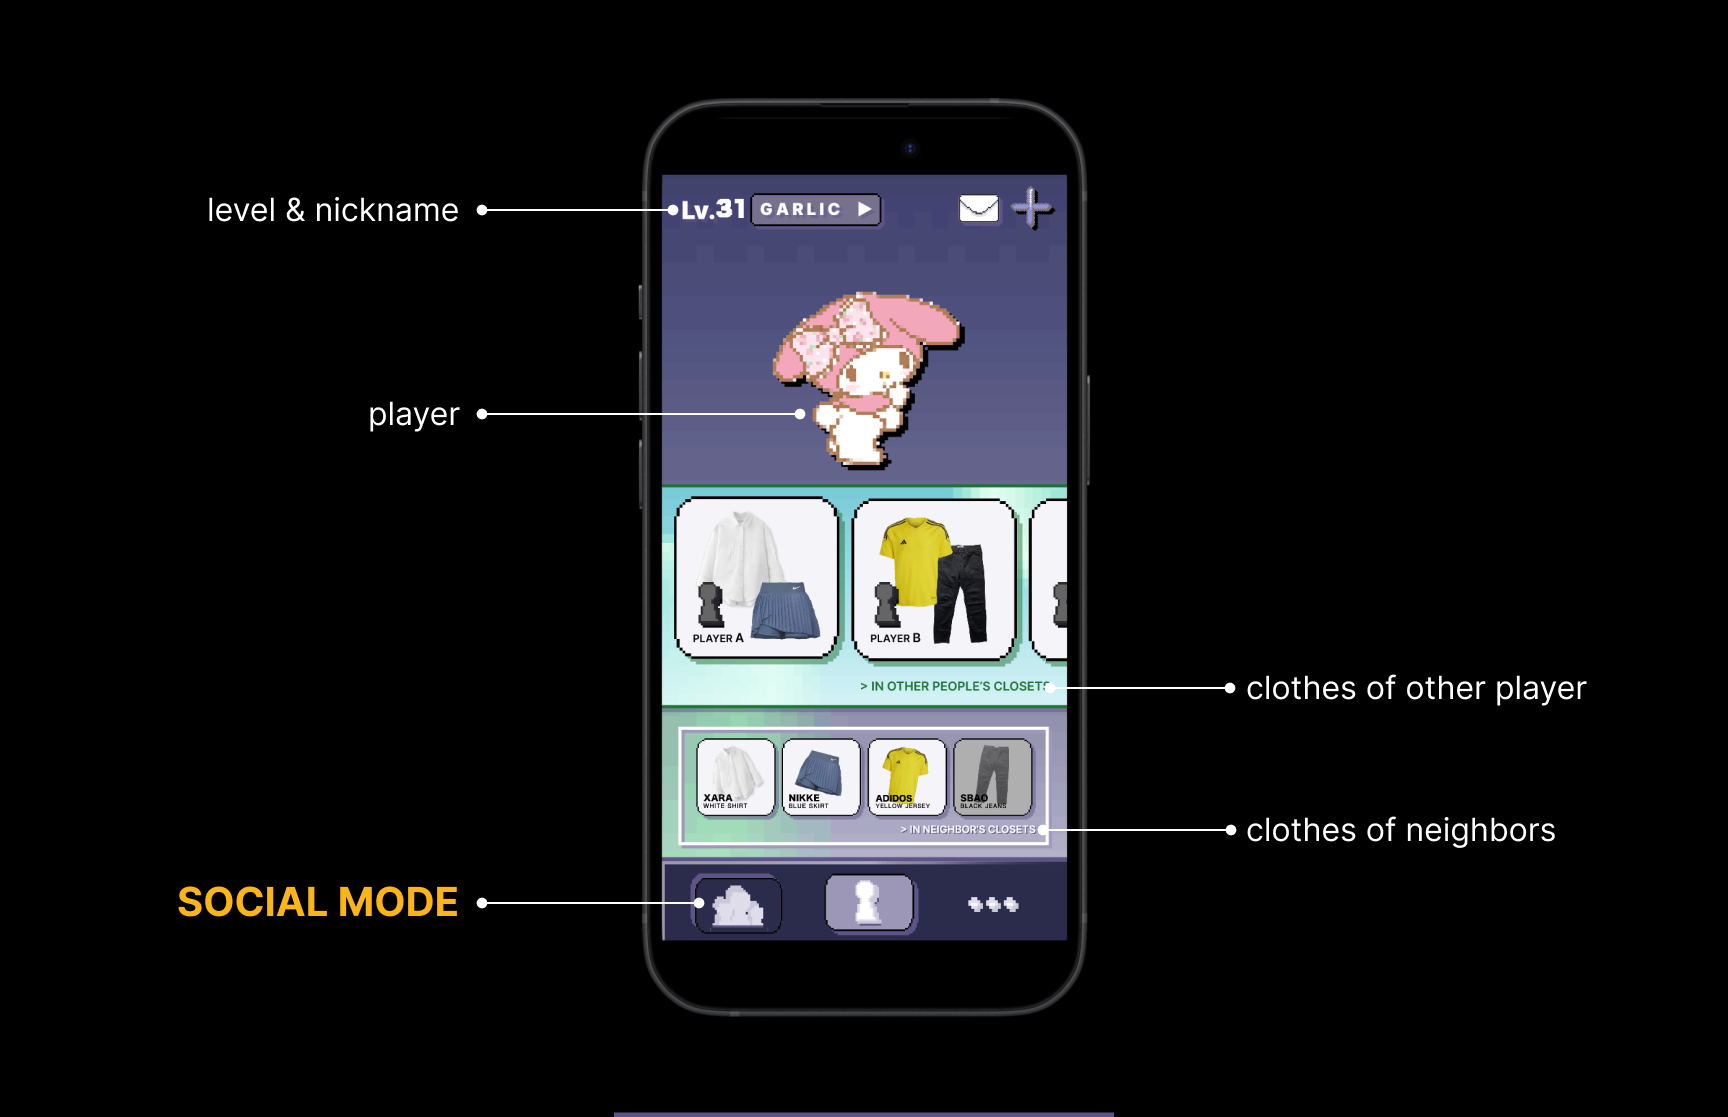 level & nickname
Lv.31 GARLIC
player
PLAYER A
PLAYER B
> IN OTHER PEOPLE'S CLOSETS
clothes of other player
XARA
WHITE SHIRT
NIKKE
BLUE SKIRT
ADIDOS
YELLOW JERSEY
SBAO
BLACK JEANS
> IN NEIGHBOR'S CLOSETS
clothes of neighbors
SOCIAL MODE